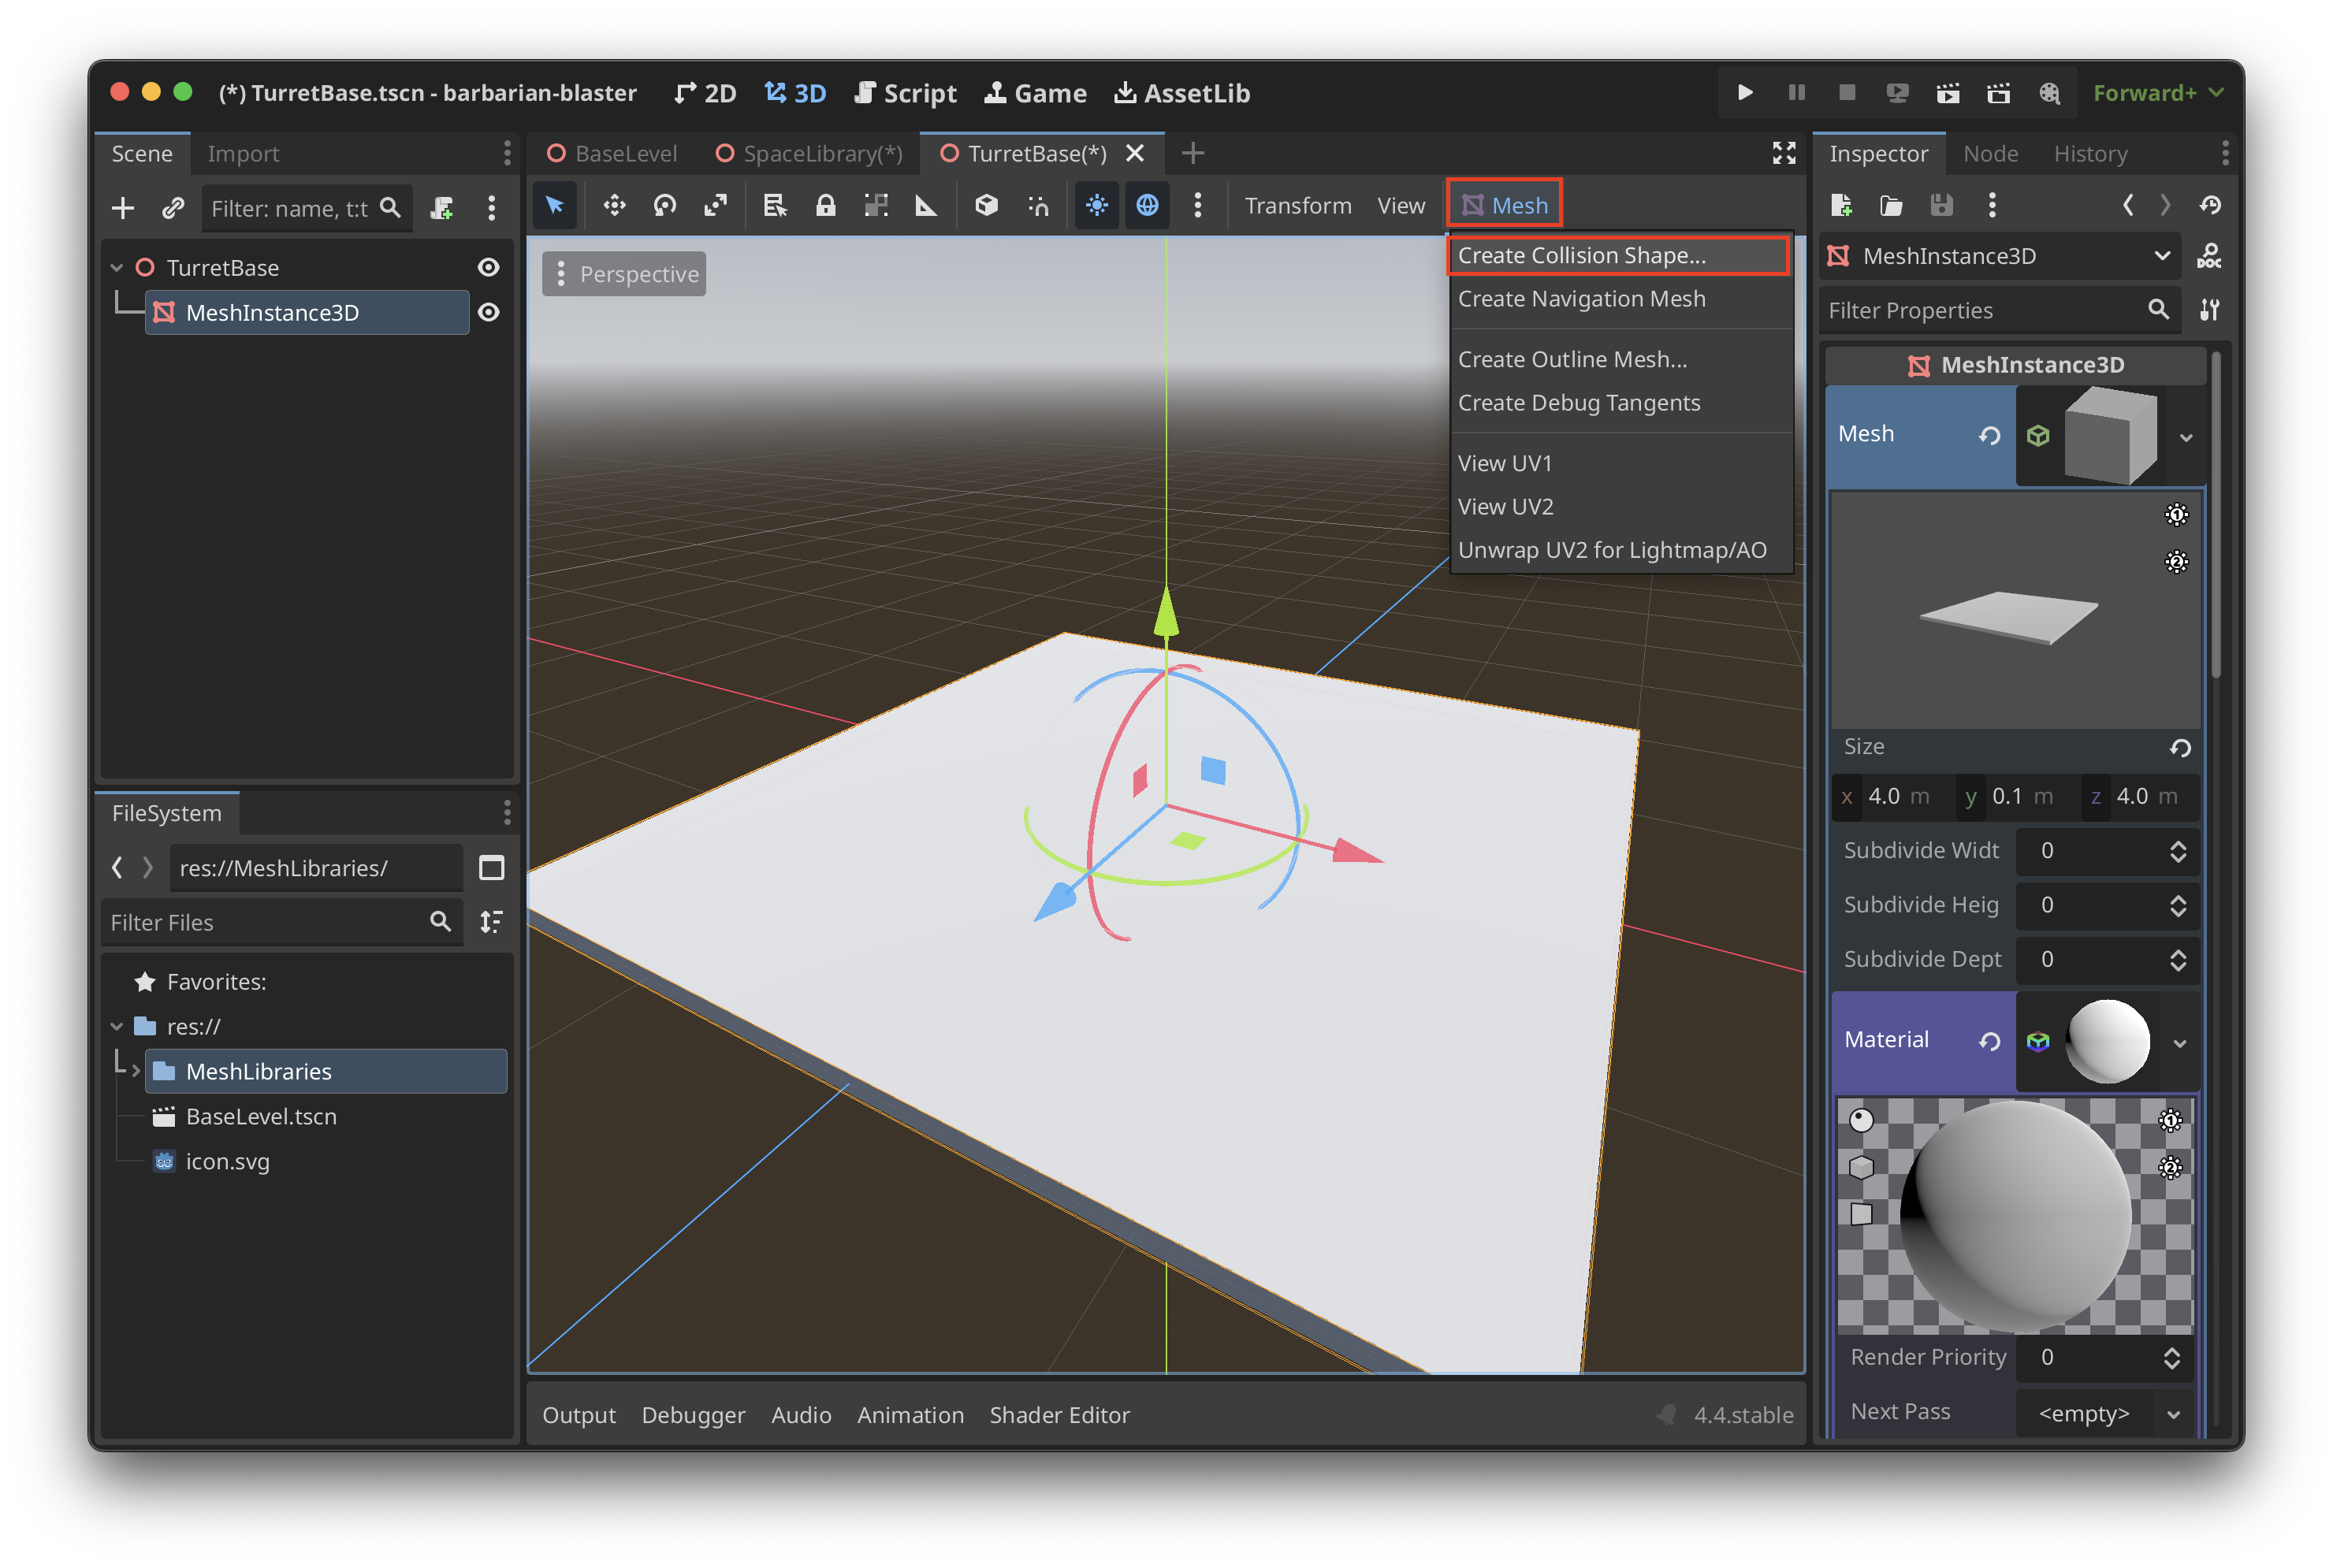 (*) TurretBase.tscn - barbarian-blaster
2D
3D
Script
Game
AssetLib
Forward+
Scene
Import
Filter: name, t:t
TurretBase
MeshInstance3D
FileSystem
res://MeshLibraries/
Filter Files
Favorites:
res://
MeshLibraries
BaseLevel.tscn
icon.svg
BaseLevel
SpaceLibrary(*)
TurretBase(*)
Transform
View
Mesh
Perspective
Create Collision Shape...
Create Navigation Mesh
Create Outline Mesh...
Create Debug Tangents
View UV1
View UV2
Unwrap UV2 for Lightmap/AO
Output
Debugger
Audio
Animation
Shader Editor
4.4.stable
Inspector
Node
History
MeshInstance3D
DOC
Filter Properties
MeshInstance3D
Mesh
1
2
Size
x 4.0 m y 0.1 m z 4.0 m
Subdivide Widt 0
Subdivide Heig 0
Subdivide Dept 0
Material
1
2
Render Priority 0
Next Pass <empty>